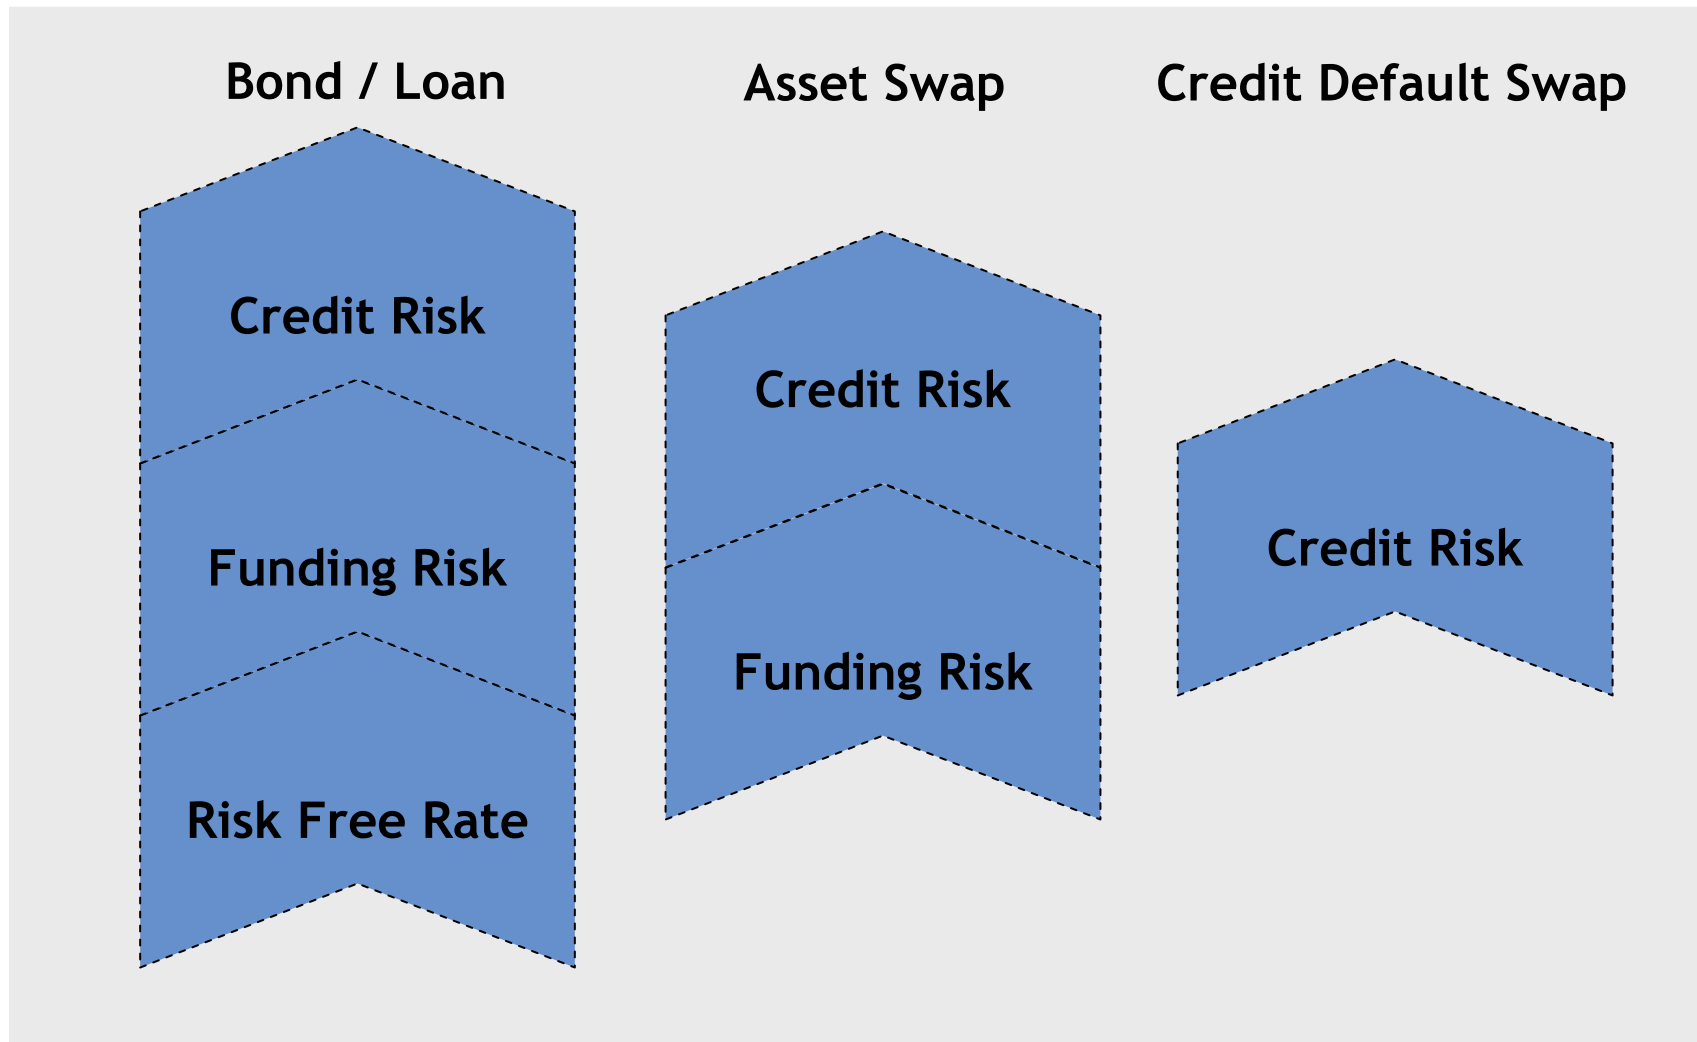 Bond / Loan
Credit Risk
Funding Risk
Risk Free Rate
Asset Swap
Credit Risk
Funding Risk
Credit Default Swap
Credit Risk